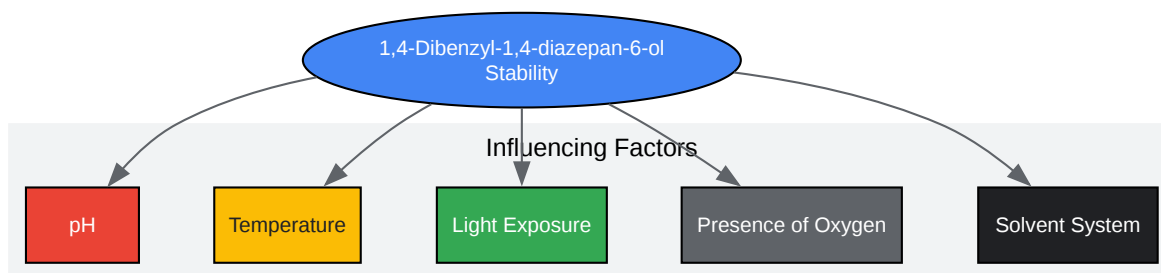 1,4-Dibenzyl-1,4-diazepan-6-ol
Stability
Influencing Factors
pH
Temperature
Light Exposure
Presence of Oxygen
Solvent System